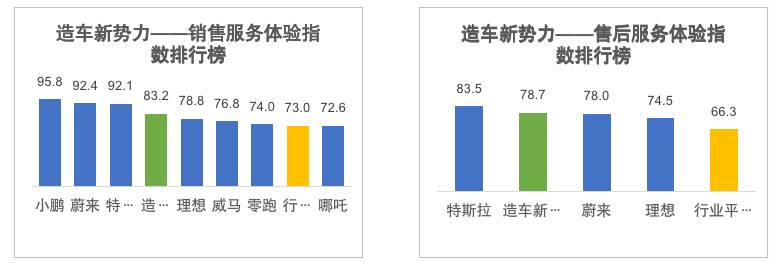 造车新势力——销售服务体验指
数排行榜
95.8 92.4 92.1 83.2 78.8 76.8 74.0 73.0 72.6
小鹏 蔚来 特… 造… 理想 威马 零跑 行… 哪吒
造车新势力——售后服务体验指
数排行榜
83.5 78.7 78.0 74.5 66.3
特斯拉 造车新… 蔚来 理想 行业平…